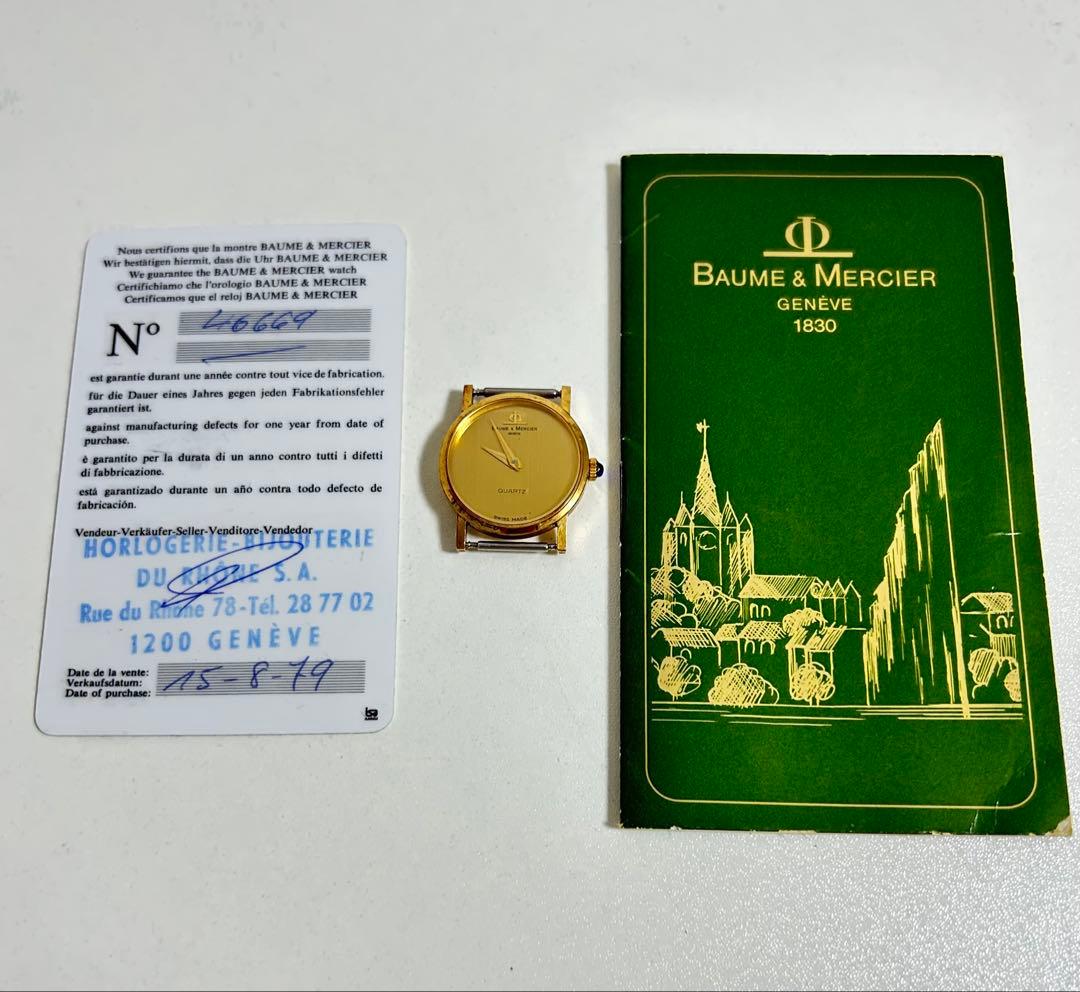 Nous certifions que la montre BAUME & MERCIER
Wir bestätigen hiermit, dass die Uhr BAUME & MERCIER
We guarantee the BAUME & MERCIER watch
Certifichiamo che l'orologio BAUME & MERCIER
Certificamos que el reloj BAUME & MERCIER
Nº 46669
est garantie durant une année contre tout vice de fabrication.
für die Dauer eines Jahres gegen jeden Fabrikationsfehler
garantiert ist.
against manufacturing defects for one year from date of
purchase.
è garantito per la durata di un anno contro tutti i difetti
di fabbricazione.
está garantizado durante un año contra todo defecto de
fabricación.
Vendeur-Verkäufer-Seller-Venditore-Vendedor
HORLOGERIE-BIJOUTERIE
DU RHÔNE S.A.
Rue du Rhône 78-Tél. 28 77 02
1200 GENÈVE
Date de la vente:
Verkaufsdatum:
Date of purchase:
15-8-79
BAUME & MERCIER
GENEVE
QUARTZ
SWISS MADE
BAUME & MERCIER
GENÈVE
1830